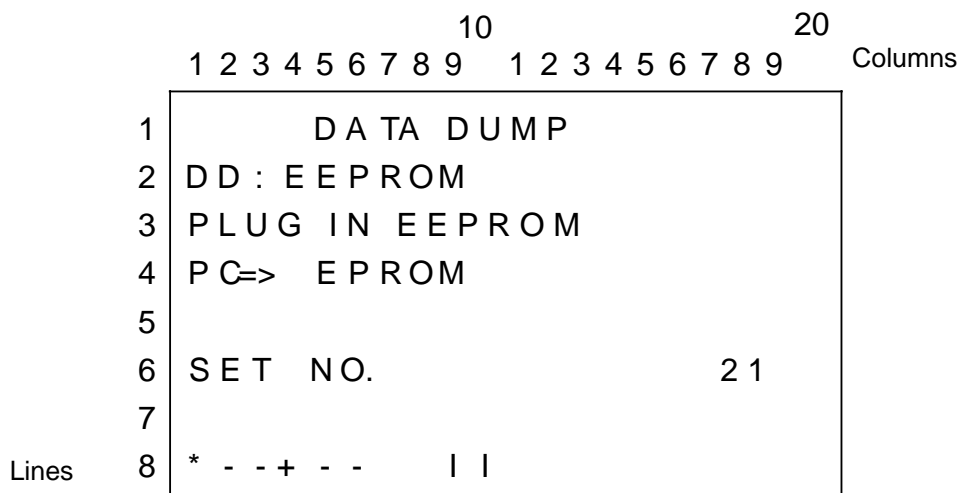 10 20
1 2 3 4 5 6 7 8 9 1 2 3 4 5 6 7 8 9 Columns
1 DATA DUMP
2 DD: EEPROM
3 PLUG IN EEPROM
4 PC=> EPROM
5
6 SET NO. 21
7
Lines 8 * - - + - - I I